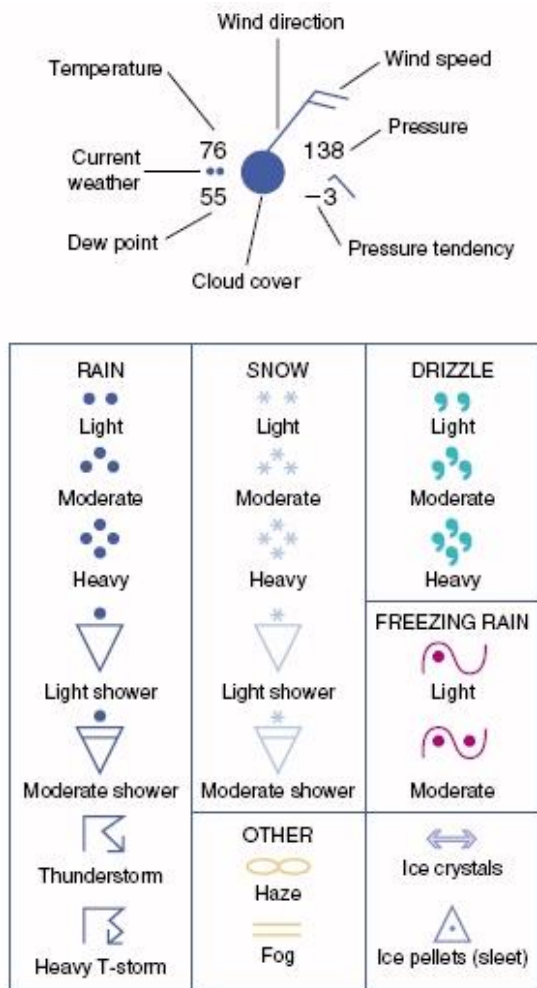 Wind direction
Temperature
Wind speed
76
138
Pressure
Current
weather
55
−3
Dew point
Pressure tendency
Cloud cover
RAIN
Light
Moderate
Heavy
Light shower
Moderate shower
Thunderstorm
Heavy T-storm
SNOW
Light
Moderate
Heavy
Light shower
Moderate shower
OTHER
Haze
Fog
DRIZZLE
Light
Moderate
Heavy
FREEZING RAIN
Light
Moderate
Ice crystals
Ice pellets (sleet)